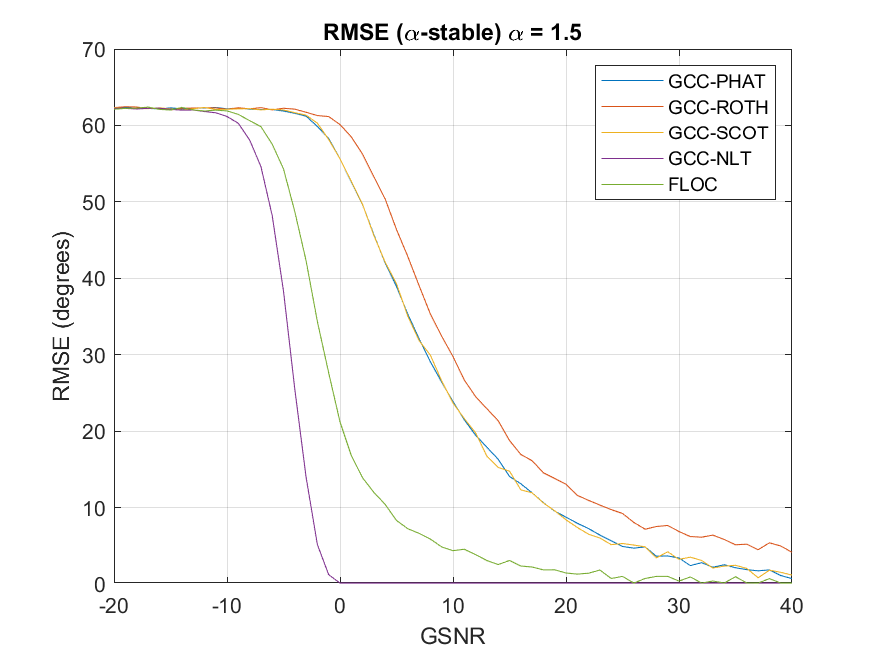 RMSE (α-stable) α = 1.5
70
60
50
40
30
20
10
0
RMSE (degrees)
GCC-PHAT
GCC-ROTH
GCC-SCOT
GCC-NLT
FLOC
-20
-10
0
10
20
30
40
GSNR